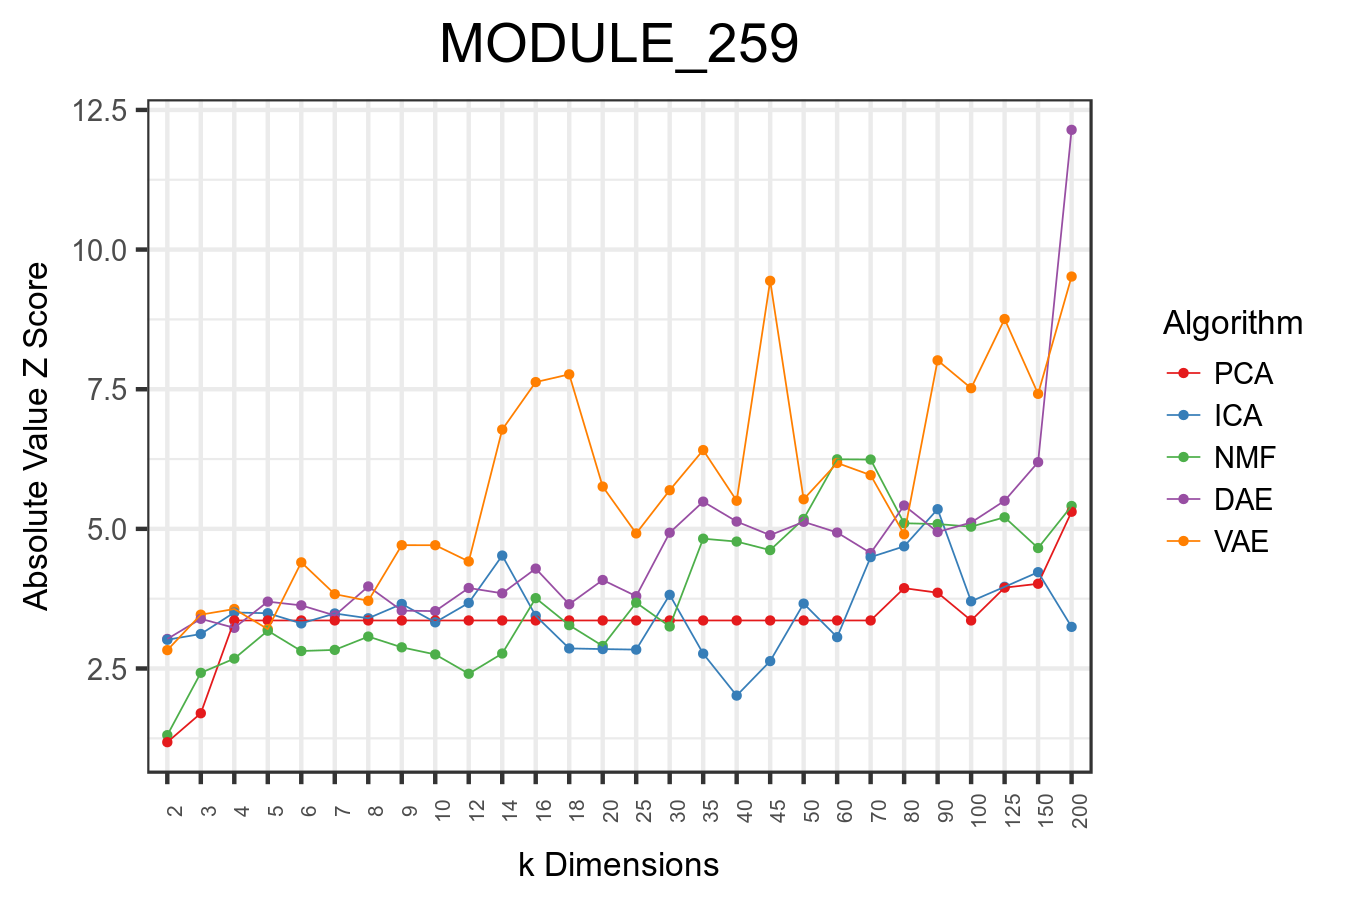 MODULE_259
12.5
10.0
7.5
5.0
2.5
Absolute Value Z Score
2 3 4 5 6 7 8 9 10 12 14 16 18 20 25 30 35 40 45 50 60 70 80 90 100 125 150 200
k Dimensions
Algorithm
PCA
ICA
NMF
DAE
VAE